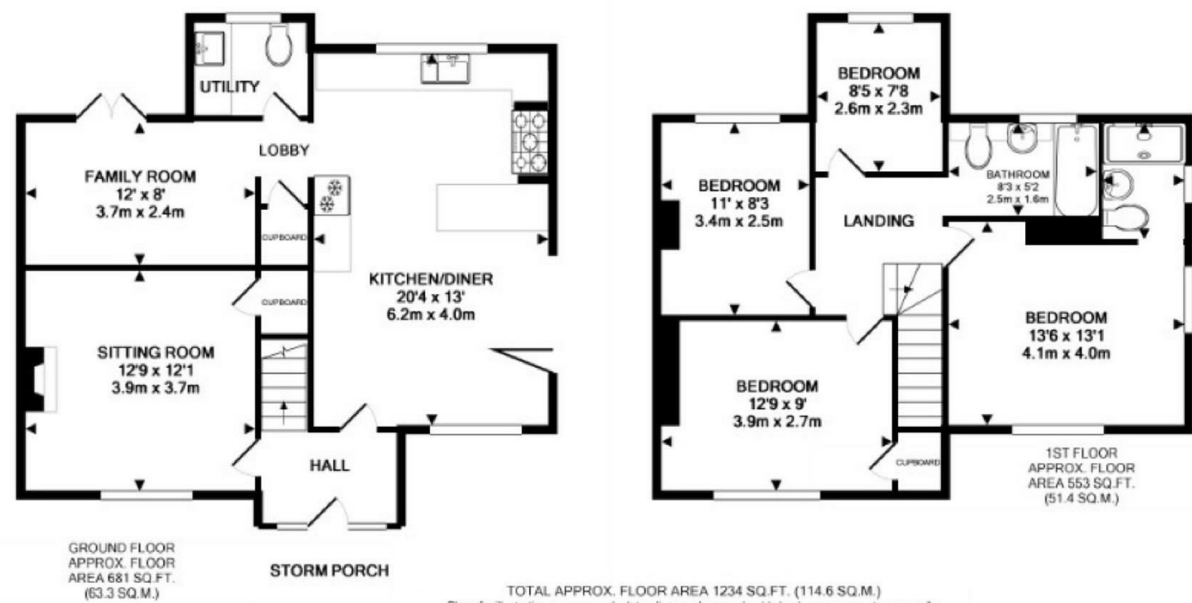 UTILITY
LOBBY
FAMILY ROOM
12' x 8'
3.7m x 2.4m
CUPBOARD
CUPBOARD
KITCHEN/DINER
20'4 x 13'
6.2m x 4.0m
SITTING ROOM
12'9 x 12'1
3.9m x 3.7m
HALL
STORM PORCH
GROUND FLOOR
APPROX. FLOOR
AREA 681 SQ.FT.
(63.3 SQ.M.)
BEDROOM
8'5 x 7'8
2.6m x 2.3m
BEDROOM
11' x 8'3
3.4m x 2.5m
BATHROOM
8'3 x 5'2
2.5m x 1.6m
LANDING
BEDROOM
13'6 x 13'1
4.1m x 4.0m
BEDROOM
12'9 x 9'
3.9m x 2.7m
CUPBOARD
1ST FLOOR
APPROX. FLOOR
AREA 553 SQ.FT.
(51.4 SQ.M.)
TOTAL APPROX. FLOOR AREA 1234 SQ.FT. (114.6 SQ.M.)